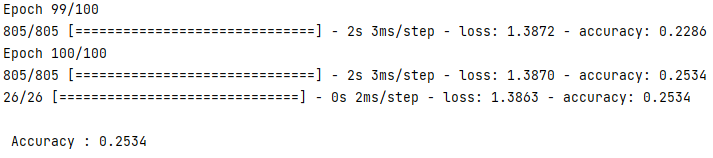 Epoch 99/100
805/805 [==============================] - 2s 3ms/step - loss: 1.3872 - accuracy: 0.2286
Epoch 100/100
805/805 [==============================] - 2s 3ms/step - loss: 1.3870 - accuracy: 0.2534
26/26 [==============================] - 0s 2ms/step - loss: 1.3863 - accuracy: 0.2534
Accuracy : 0.2534